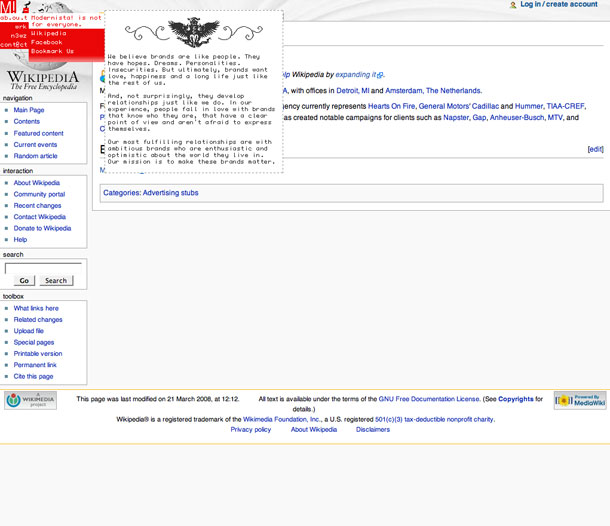 M!
Log in / create account
ab.ou.t
Modernista! is not
for everyone.
Wikipedia
Facebook
Bookmark Us
n3ez
contact
WIKIPEDIA
The Free Encyclopedia
We believe brands are like people. They
have hopes. Dreams. Personalities.
Insecurities. But ultimately, brands want
love, happiness and a long life just like
the rest of us.
And, not surprisingly, they develop
relationships just like we do. In our
experience, people fall in love with brands
that know who they are, that have a clear
point of view and aren't afraid to express
themselves.
Our most fulfilling relationships are with
ambitious brands who are enthusiastic and
optimistic about the world they live in.
Our mission is to make these brands matter.
Wikipedia by expanding it.
, with offices in Detroit, MI and Amsterdam, The Netherlands.
gency currently represents Hearts On Fire, General Motors' Cadillac and Hummer, TIAA-CREF,
as created notable campaigns for clients such as Napster, Gap, Anheuser-Busch, MTV, and
[edit]
Categories: Advertising stubs
navigation
Main Page
Contents
Featured content
Current events
Random article
interaction
About Wikipedia
Community portal
Recent changes
Contact Wikipedia
Donate to Wikipedia
Help
search
Go Search
toolbox
What links here
Related changes
Upload file
Special pages
Printable version
Permanent link
Cite this page
A WIKIMEDIA project
This page was last modified on 21 March 2008, at 12:12. All text is available under the terms of the GNU Free Documentation License. (See Copyrights for
details.)
Powered By MediaWiki
Wikipedia® is a registered trademark of the Wikimedia Foundation, Inc., a U.S. registered 501(c)(3) tax-deductible nonprofit charity.
Privacy policy About Wikipedia Disclaimers